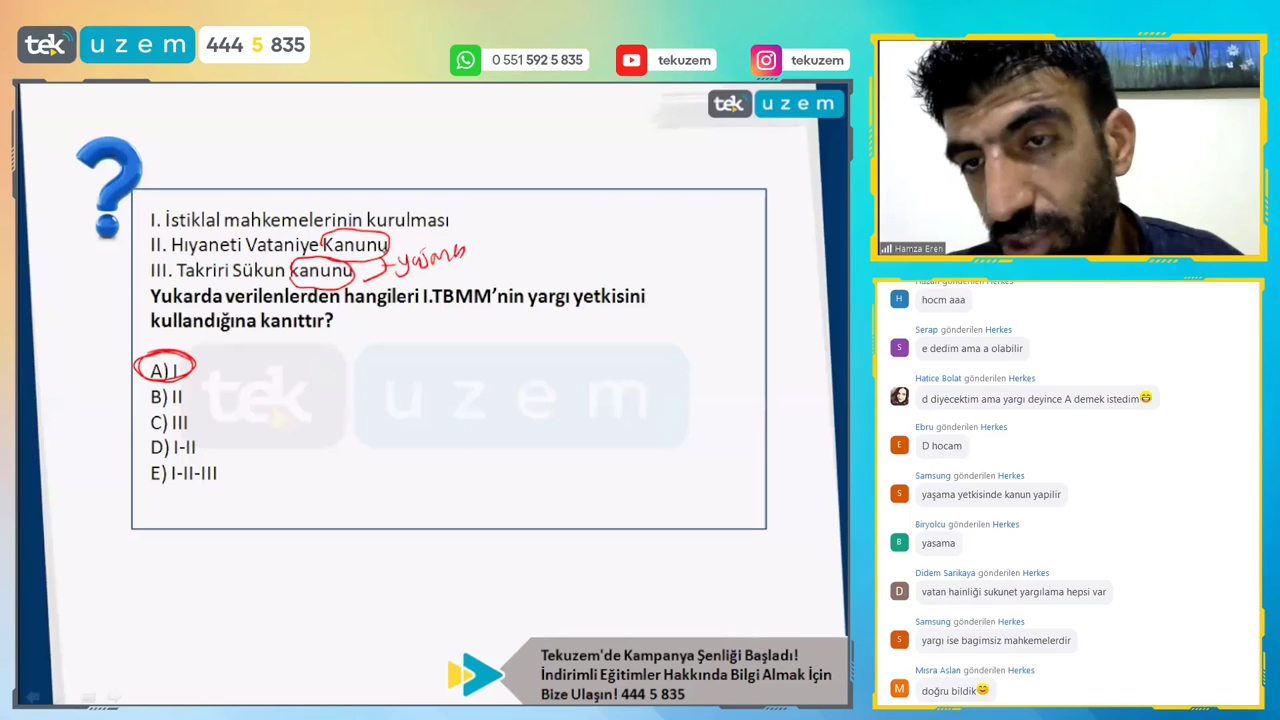 tek uzem 444 5 835
0 551 592 5 835
tekuzem
tekuzem
tek uzem
I. İstiklal mahkemelerinin kurulması
II. Hıyaneti Vataniye Kanunu
III. Takriri Sükun kanunu
yasama
Yukarda verilenlerden hangileri I.TBMM’nin yargı yetkisini
kullandığına kanıttır?
A) I
B) II
C) III
D) I-II
E) I-II-III
tek uzem
Tekuzem'de Kampanya Şenliği Başladı!
İndirimli Eğitimler Hakkında Bilgi Almak İçin
Bize Ulaşın! 444 5 835
Hamza Eren
H
hocm aaa
Serap gönderilen Herkes
S
e dedim ama a olabilir
Hatice Bolat gönderilen Herkes
d diyecektim ama yargı deyince A demek istedim
Ebru gönderilen Herkes
E
D hocam
Samsung gönderilen Herkes
S
yaşama yetkisinde kanun yapilir
Biryolcu gönderilen Herkes
B
yasama
Didem Sarikaya gönderilen Herkes
D
vatan hainliği sukunet yargılama hepsi var
Samsung gönderilen Herkes
S
yargı ise bagimsiz mahkemelerdir
Mısra Aslan gönderilen Herkes
M
doğru bildik